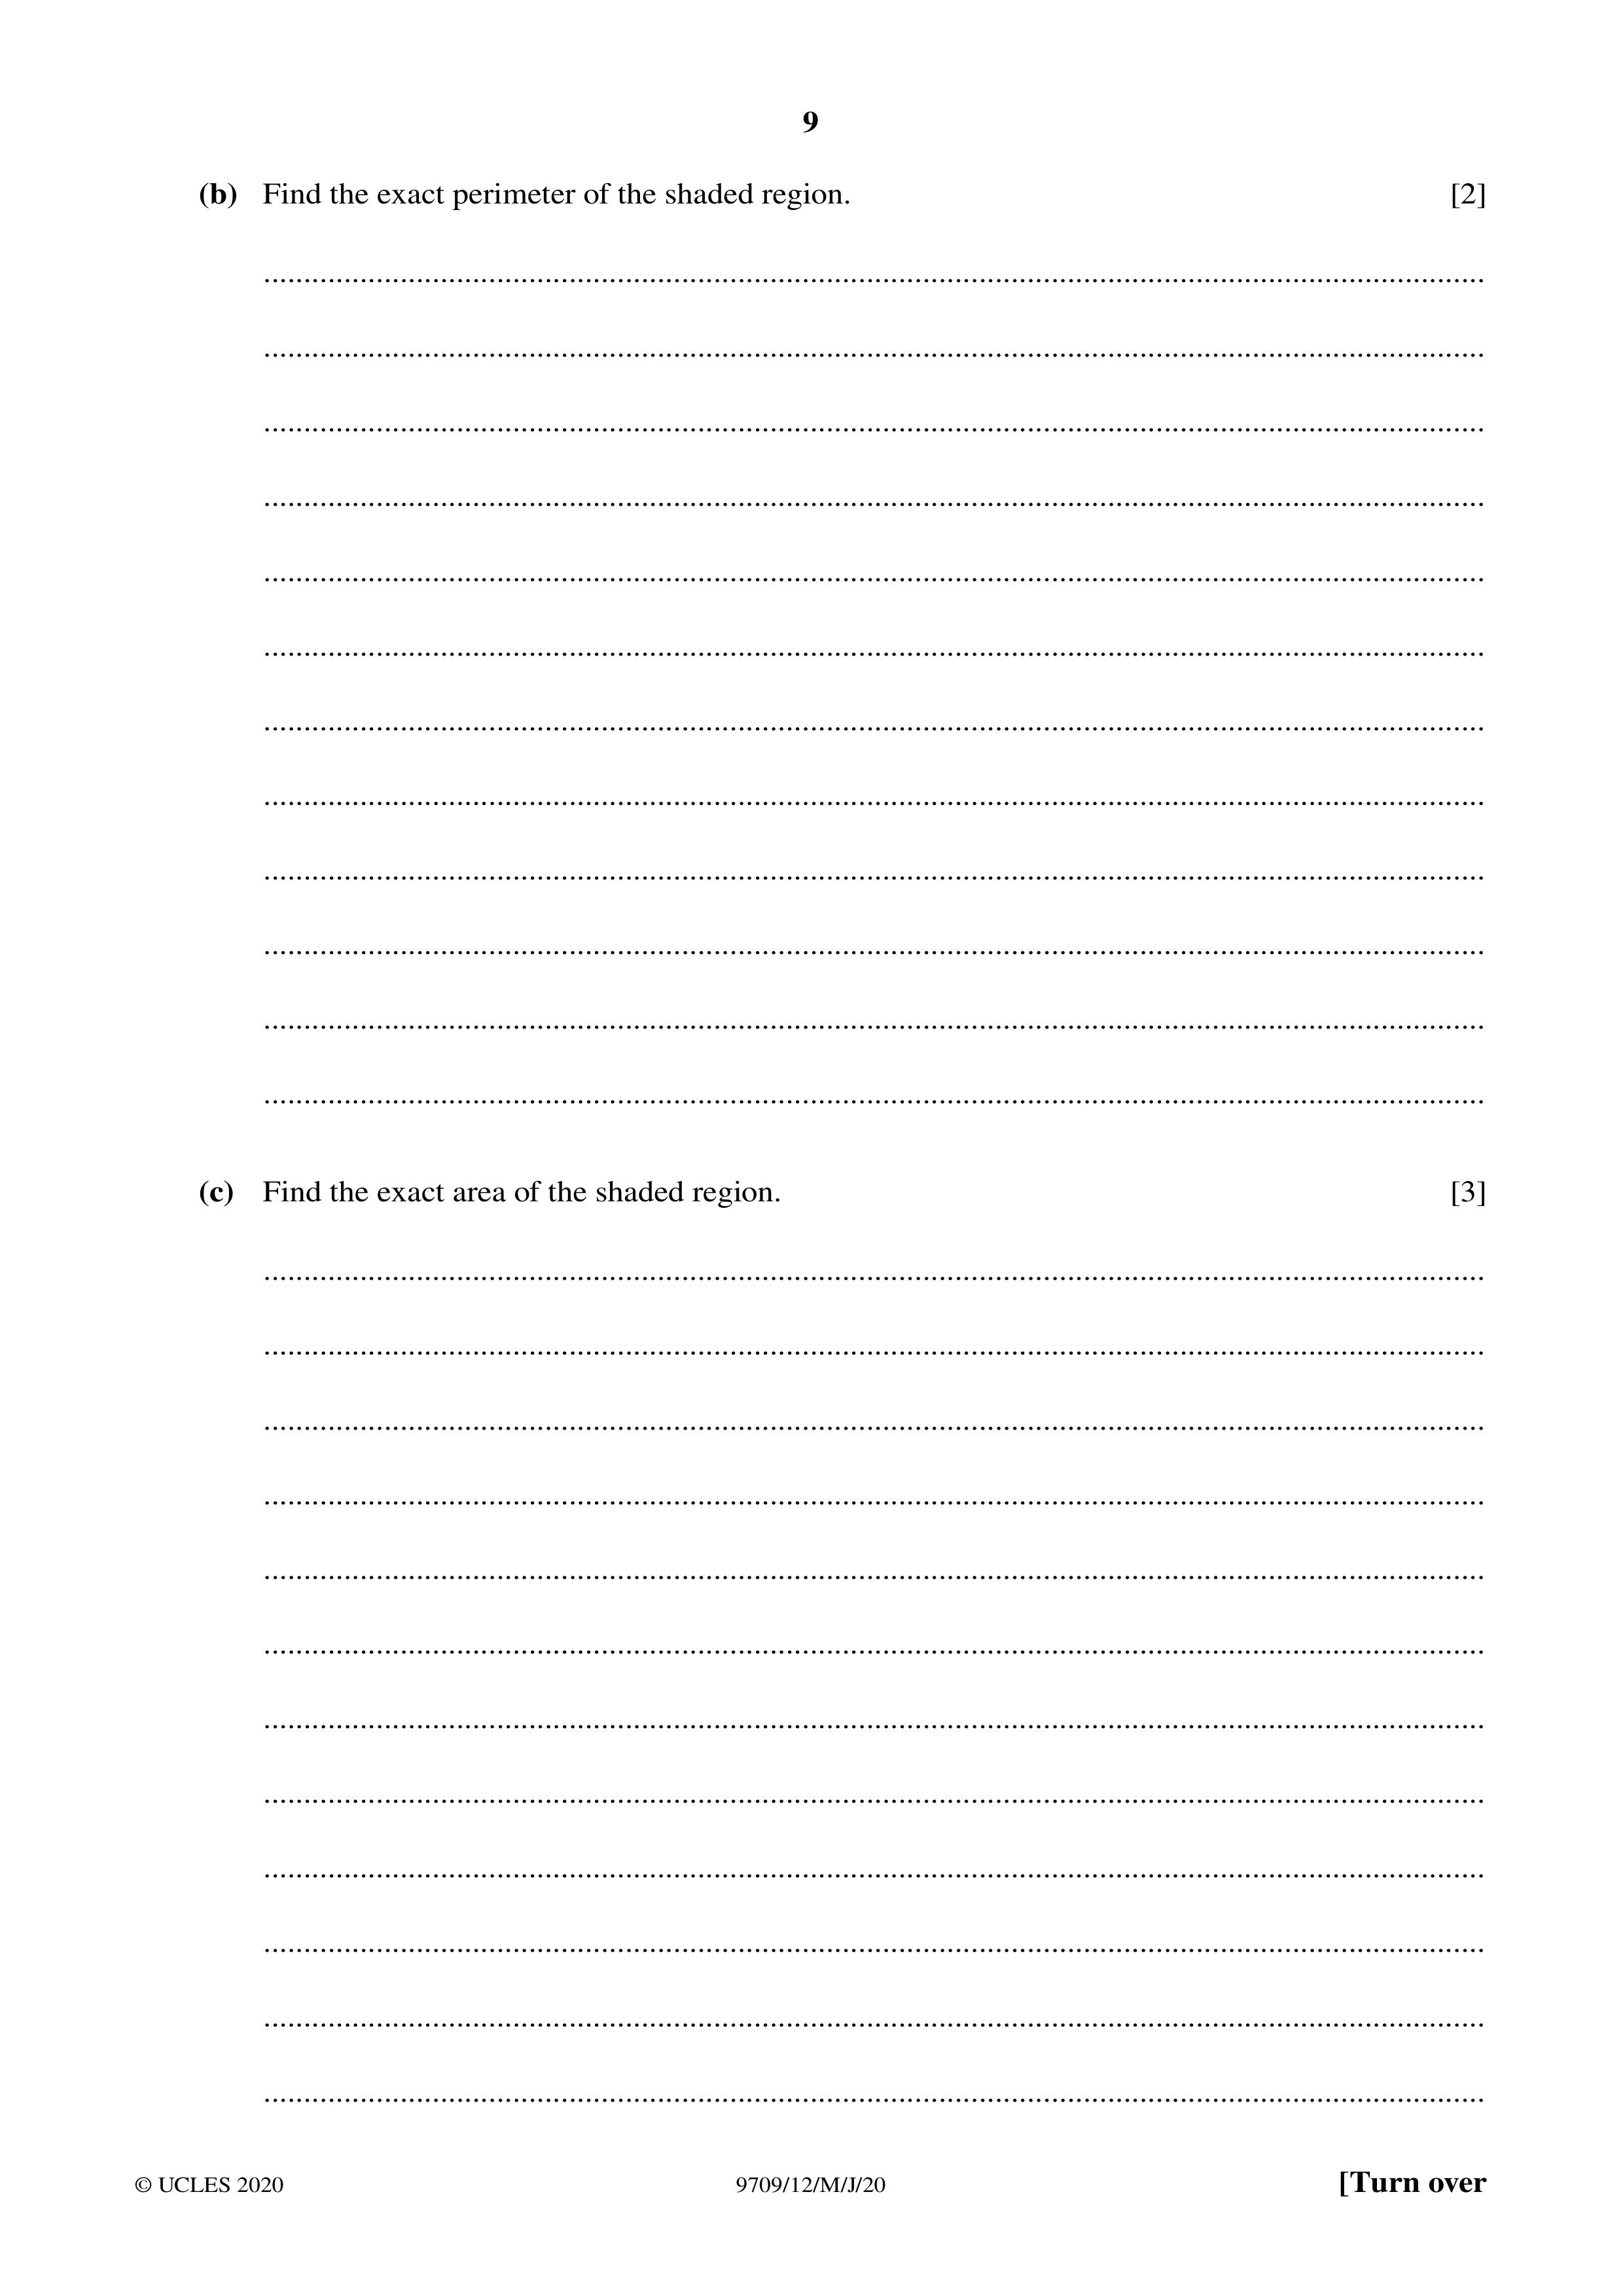 9
(b) Find the exact perimeter of the shaded region. [2]
(c) Find the exact area of the shaded region. [3]
© UCLES 2020 9709/12/M/J/20 [Turn over